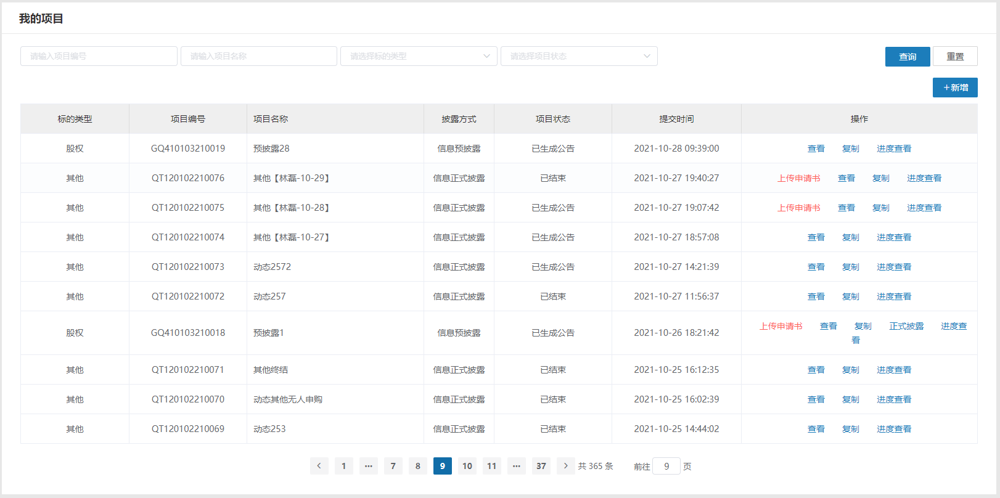 我的项目
请输入项目编号 请输入项目名称 请选择标的类型 请选择项目状态 查询 重置
+新增
标的类型 项目编号 项目名称 披露方式 项目状态 提交时间 操作
股权 GQ410103210019 预披露28 信息预披露 已生成公告 2021-10-28 09:39:00 查看 复制 进度查看
其他 QT120102210076 其他【林磊-10-29】 信息正式披露 已结束 2021-10-27 19:40:27 上传申请书 查看 复制 进度查看
其他 QT120102210075 其他【林磊-10-28】 信息正式披露 已生成公告 2021-10-27 19:07:42 上传申请书 查看 复制 进度查看
其他 QT120102210074 其他【林磊-10-27】 信息正式披露 已生成公告 2021-10-27 18:57:08 查看 复制 进度查看
其他 QT120102210073 动态2572 信息正式披露 已生成公告 2021-10-27 14:21:39 查看 复制 进度查看
其他 QT120102210072 动态257 信息正式披露 已结束 2021-10-27 11:56:37 查看 复制 进度查看
股权 GQ410103210018 预披露1 信息预披露 已生成公告 2021-10-26 18:21:42 上传申请书 查看 复制 正式披露 进度查
看
其他 QT120102210071 其他终结 信息正式披露 已结束 2021-10-25 16:12:35 查看 复制 进度查看
其他 QT120102210070 动态其他无人申购 信息正式披露 已结束 2021-10-25 16:02:39 查看 复制 进度查看
其他 QT120102210069 动态253 信息正式披露 已结束 2021-10-25 14:44:02 查看 复制 进度查看
1 ··· 7 8 9 10 11 ··· 37 共 365 条 前往 9 页